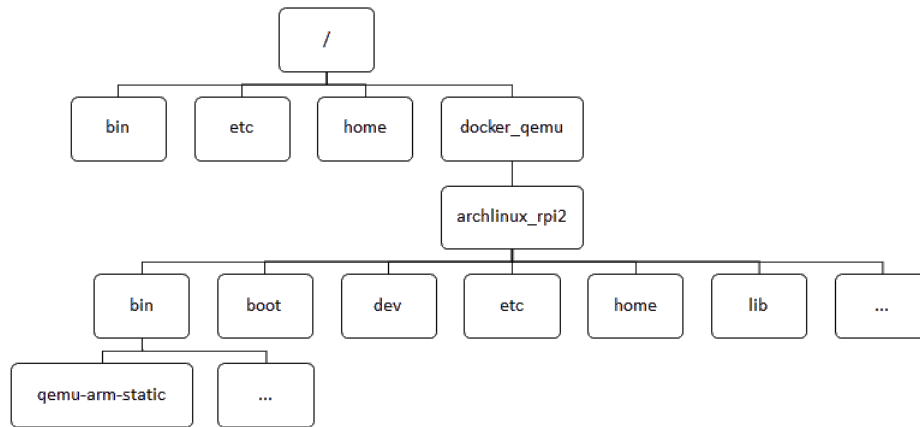 /
bin
etc
home
docker_qemu
archlinux_rpi2
bin
boot
dev
etc
home
lib
...
qemu-arm-static
...